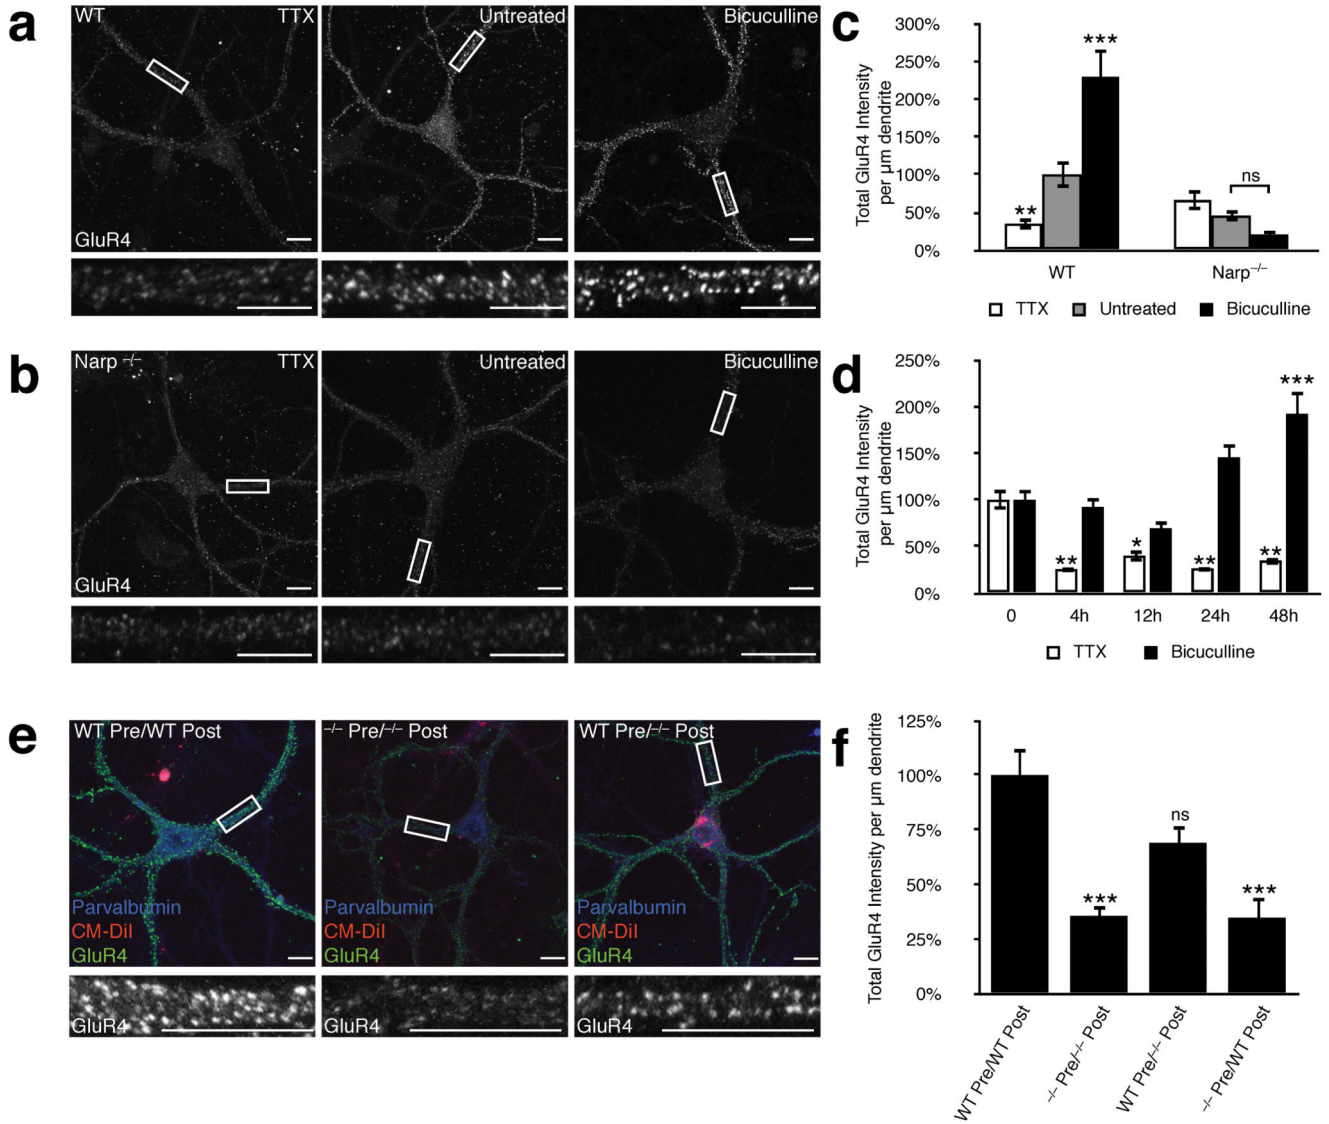 a
WT TTX
Untreated
Bicuculline
GluR4
c
300%
250%
200%
150%
100%
50%
0%
Total GluR4 Intensity
per µm dendrite
***
**
ns
WT
Narp–/–
TTX Untreated Bicuculline
b
Narp –/– TTX
Untreated
Bicuculline
GluR4
d
250%
200%
150%
100%
50%
0%
Total GluR4 Intensity
per µm dendrite
**
*
**
**
***
0 4h 12h 24h 48h
TTX Bicuculline
e
WT Pre/WT Post
–/– Pre/–/– Post
WT Pre/–/– Post
Parvalbumin
CM-DiI
GluR4
Parvalbumin
CM-DiI
GluR4
Parvalbumin
CM-DiI
GluR4
GluR4
GluR4
GluR4
f
125%
100%
75%
50%
25%
0%
Total GluR4 Intensity per µm dendrite
***
ns
***
WT Pre/WT Post
–/– Pre/–/– Post
WT Pre/–/– Post
–/– Pre/WT Post